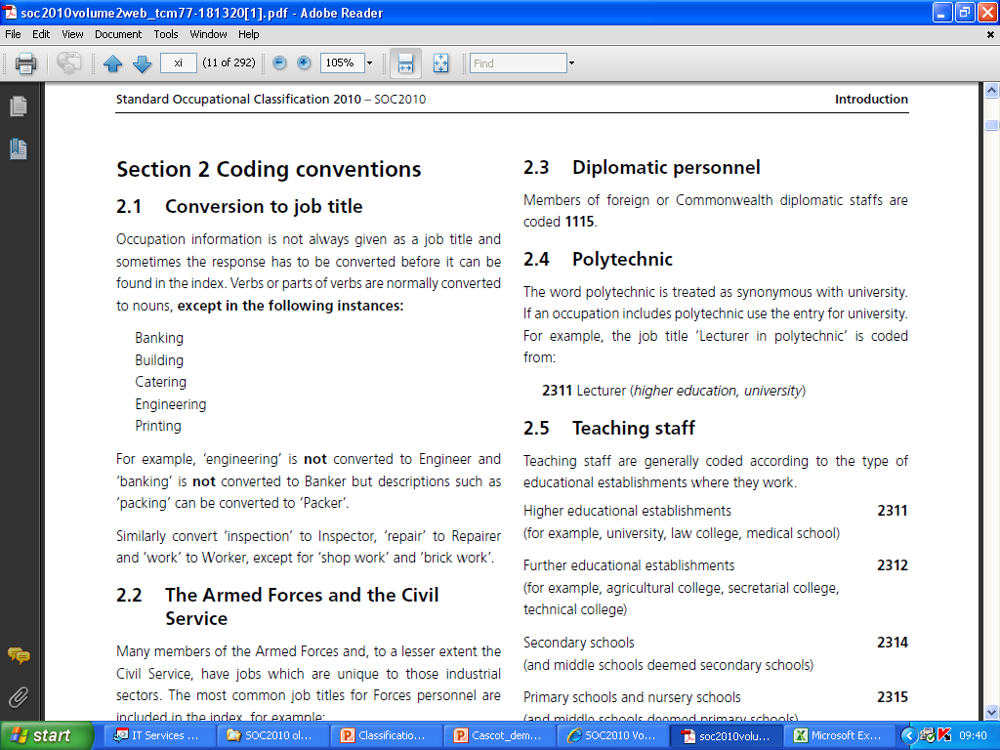 soc2010volume2web_tcm77-181320[1].pdf - Adobe Reader
File Edit View Document Tools Window Help
xi (11 of 292) 105% Find
Standard Occupational Classification 2010 – SOC2010 Introduction
Section 2 Coding conventions
2.1 Conversion to job title
Occupation information is not always given as a job title and
sometimes the response has to be converted before it can be
found in the index. Verbs or parts of verbs are normally converted
to nouns, except in the following instances:
Banking
Building
Catering
Engineering
Printing
For example, ‘engineering’ is not converted to Engineer and
‘banking’ is not converted to Banker but descriptions such as
‘packing’ can be converted to ‘Packer’.
Similarly convert ‘inspection’ to Inspector, ‘repair’ to Repairer
and ‘work’ to Worker, except for ‘shop work’ and ‘brick work’.
2.2 The Armed Forces and the Civil
Service
Many members of the Armed Forces and, to a lesser extent the
Civil Service, have jobs which are unique to those industrial
sectors. The most common job titles for Forces personnel are
included in the index, for example:
2.3 Diplomatic personnel
Members of foreign or Commonwealth diplomatic staffs are
coded 1115.
2.4 Polytechnic
The word polytechnic is treated as synonymous with university.
If an occupation includes polytechnic use the entry for university.
For example, the job title ‘Lecturer in polytechnic’ is coded
from:
2311 Lecturer (higher education, university)
2.5 Teaching staff
Teaching staff are generally coded according to the type of
educational establishments where they work.
Higher educational establishments 2311
(for example, university, law college, medical school)
Further educational establishments 2312
(for example, agricultural college, secretarial college,
technical college)
Secondary schools 2314
(and middle schools deemed secondary schools)
Primary schools and nursery schools 2315
(and middle schools deemed primary schools)
start IT Services ... SOC2010 ol... Classificatio... Cascot_dem... SOC2010 Vo... soc2010volu... Microsoft Ex... 09:40